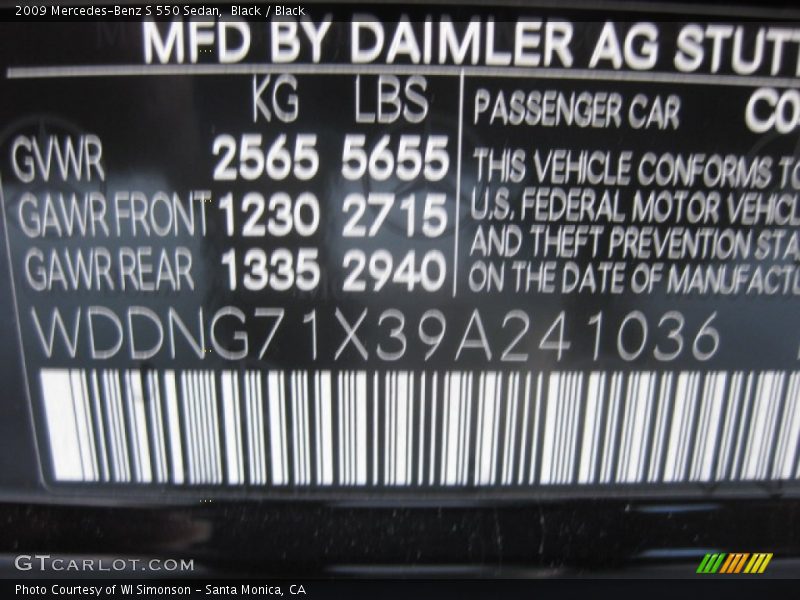 2009 Mercedes-Benz S 550 Sedan, Black / Black
MFD BY DAIMLER AG STUTT
KG LBS
GVWR 2565 5655
GAWR FRONT 1230 2715
GAWR REAR 1335 2940
PASSENGER CAR CO
THIS VEHICLE CONFORMS TO
U.S. FEDERAL MOTOR VEHICL
AND THEFT PREVENTION STA
ON THE DATE OF MANUFACTU
WDDNG71X39A241036
GTCARLOT.COM
Photo Courtesy of WI Simonson - Santa Monica, CA